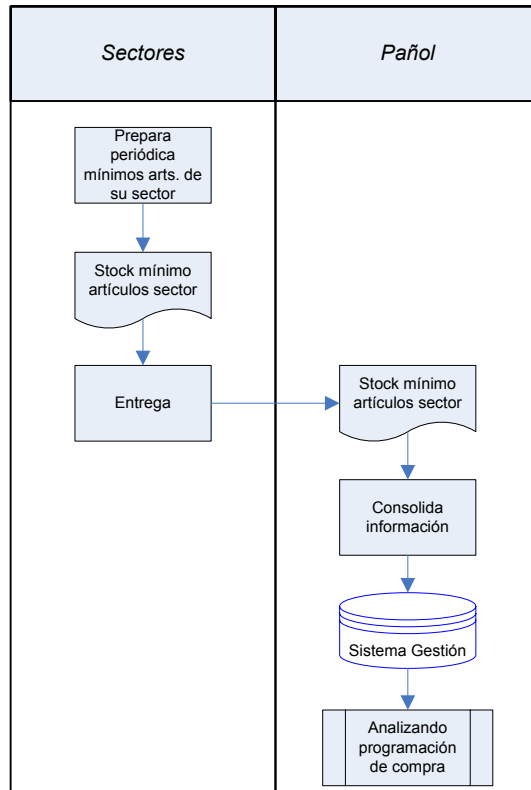 Sectores
Pañol
Prepara
periódica
mínimos arts. de
su sector
Stock mínimo
artículos sector
Entrega
Stock mínimo
artículos sector
Consolida
información
Sistema Gestión
Analizando
programación
de compra